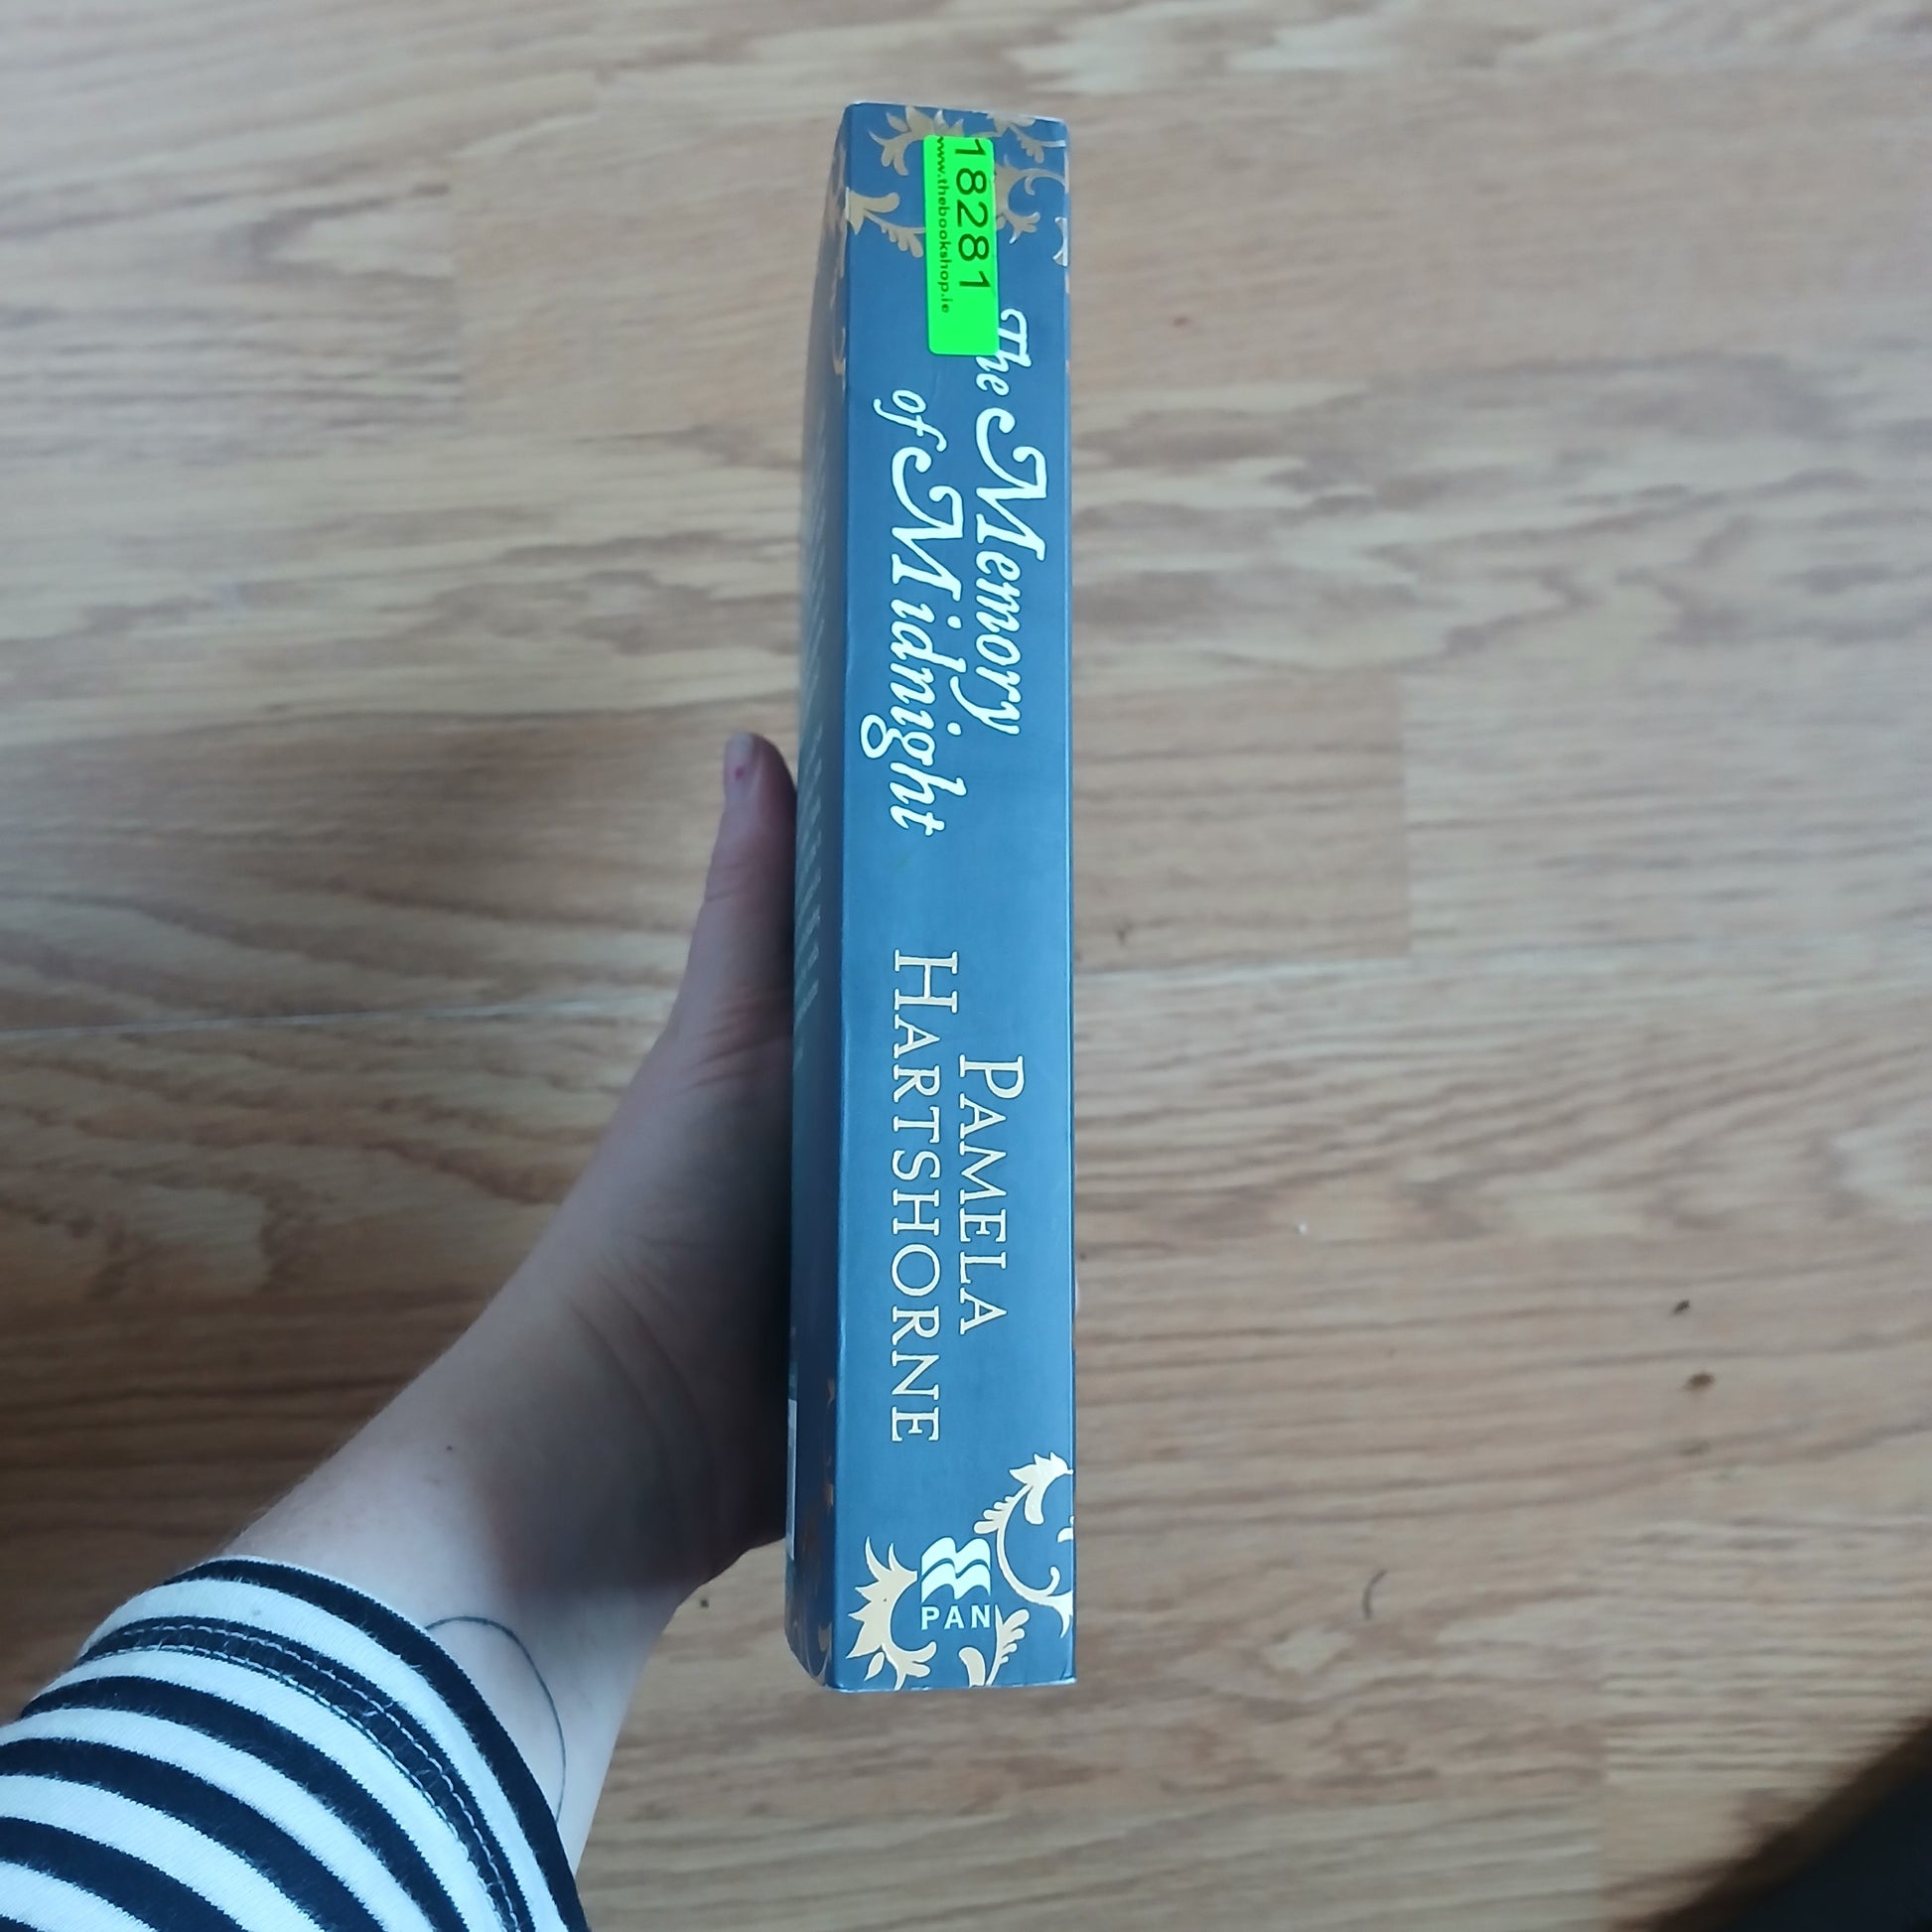 18281
www.thebookshop.ie
The Memory
of Midnight
PAMELA
HARTSHORNE
PAN